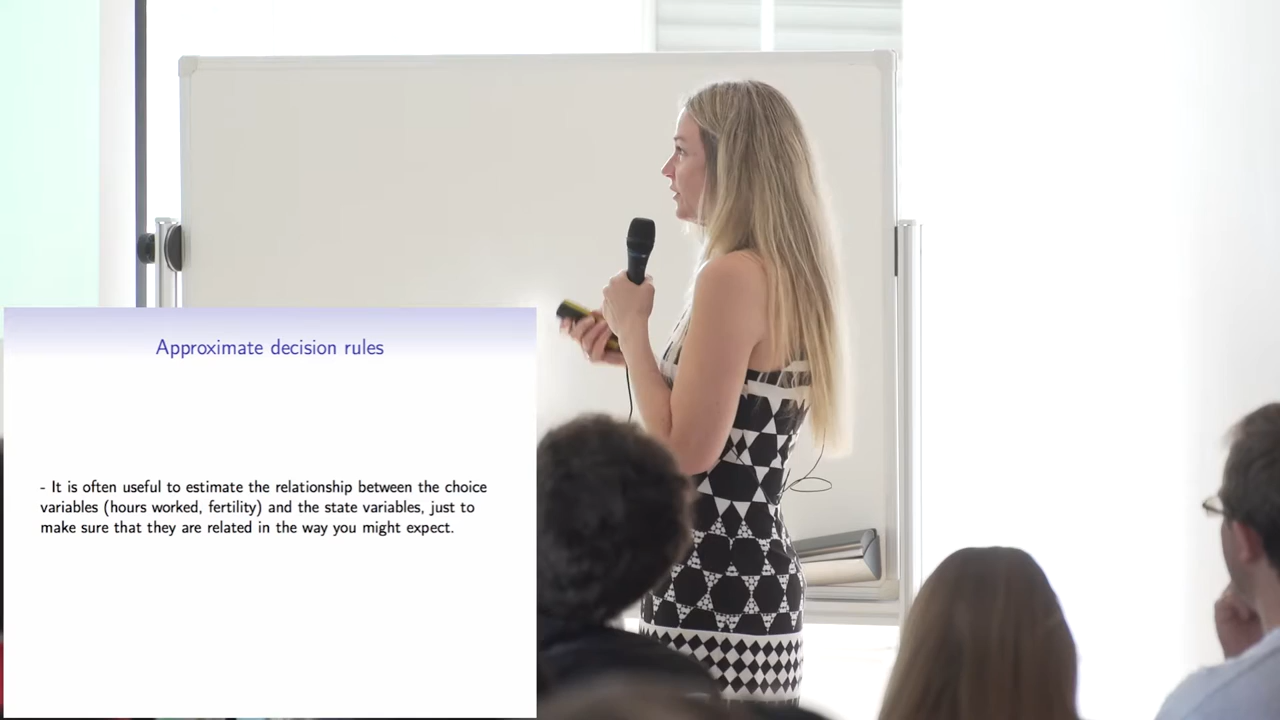 Approximate decision rules
- It is often useful to estimate the relationship between the choice
variables (hours worked, fertility) and the state variables, just to
make sure that they are related in the way you might expect.